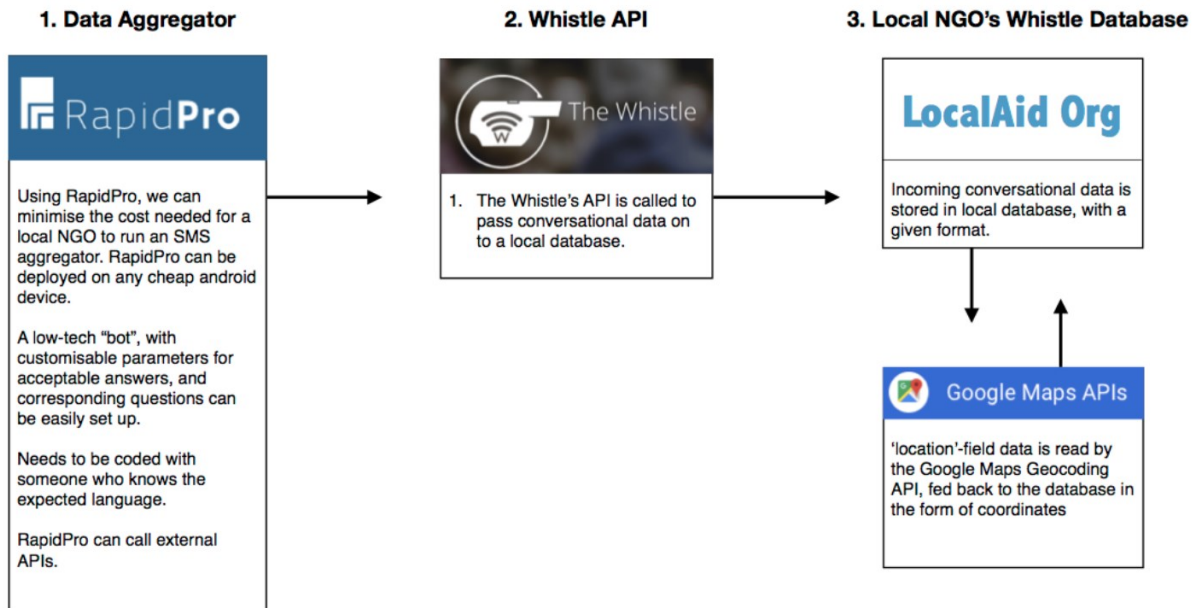 1. Data Aggregator
RapidPro
Using RapidPro, we can
minimise the cost needed for a
local NGO to run an SMS
aggregator. RapidPro can be
deployed on any cheap android
device.
A low-tech “bot”, with
customisable parameters for
acceptable answers, and
corresponding questions can
be easily set up.
Needs to be coded with
someone who knows the
expected language.
RapidPro can call external
APIs.
2. Whistle API
W
The Whistle
1. The Whistle’s API is called to
pass conversational data on
to a local database.
3. Local NGO’s Whistle Database
LocalAid Org
Incoming conversational data is
stored in local database, with a
given format.
Google Maps APIs
‘location’-field data is read by
the Google Maps Geocoding
API, fed back to the database in
the form of coordinates